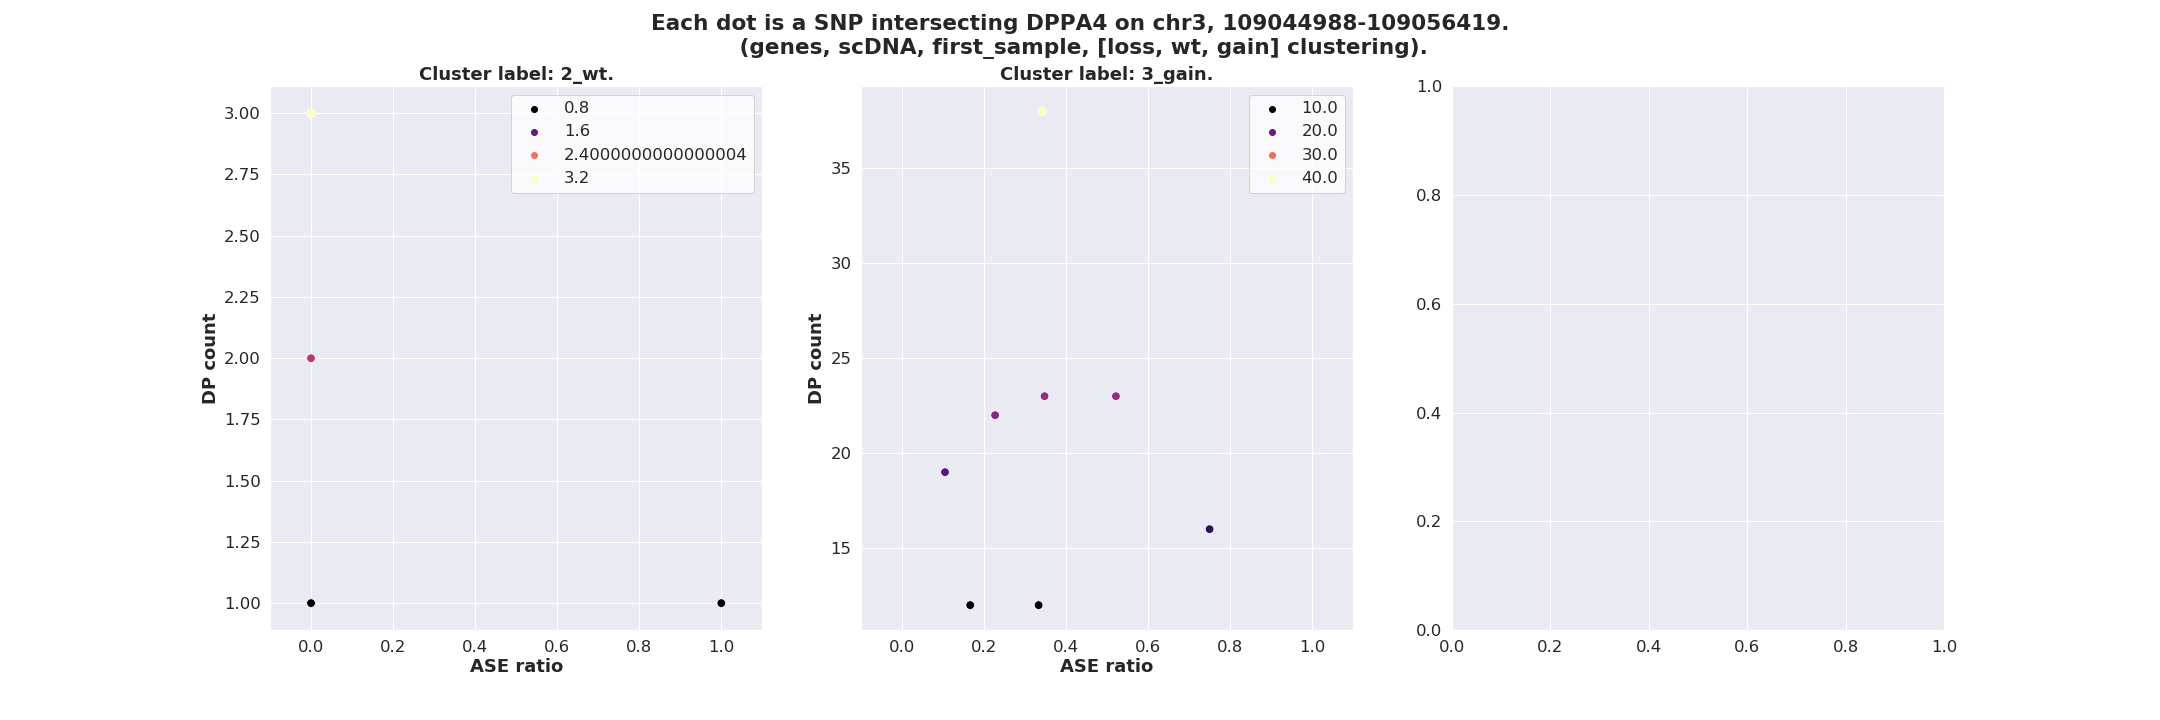 Each dot is a SNP intersecting DPPA4 on chr3, 109044988-109056419.
(genes, scDNA, first_sample, [loss, wt, gain] clustering).
Cluster label: 2_wt.
DP count
3.00
2.75
2.50
2.25
2.00
1.75
1.50
1.25
1.00
0.8
1.6
2.4000000000000004
3.2
0.0 0.2 0.4 0.6 0.8 1.0
ASE ratio
Cluster label: 3_gain.
DP count
35
30
25
20
15
10.0
20.0
30.0
40.0
0.0 0.2 0.4 0.6 0.8 1.0
ASE ratio
1.0
0.8
0.6
0.4
0.2
0.0
0.0 0.2 0.4 0.6 0.8 1.0